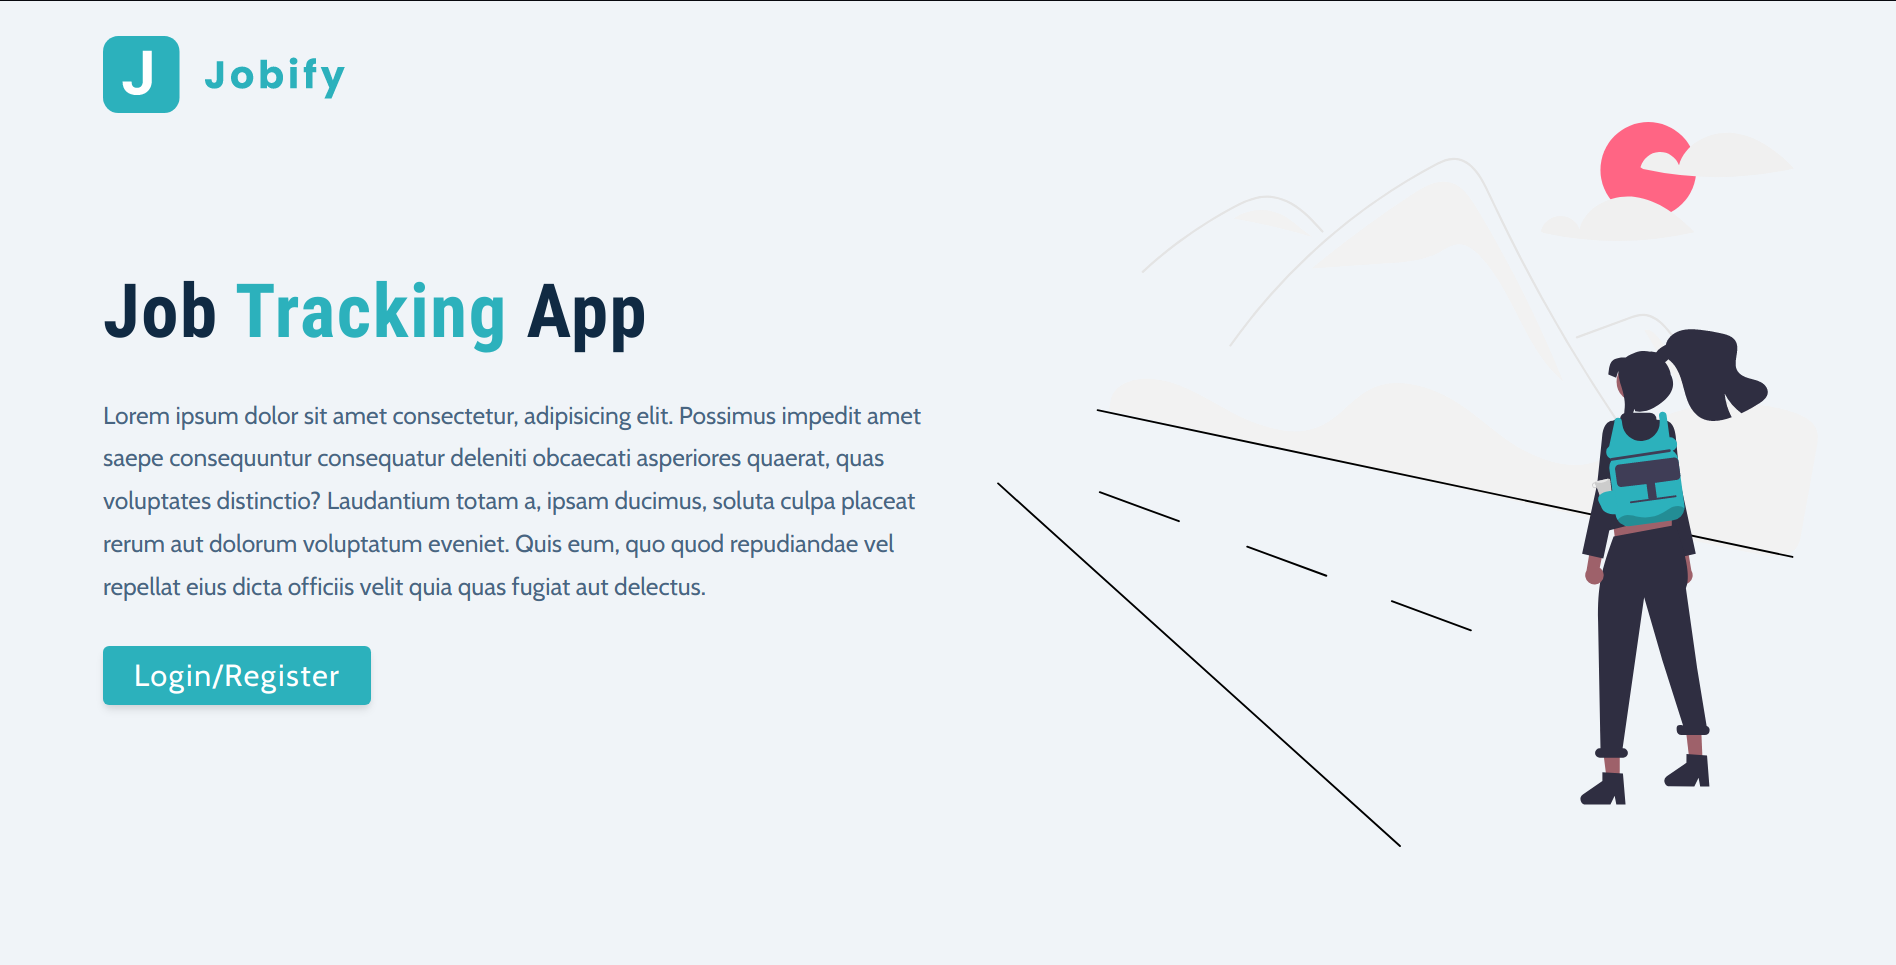 J Jobify
Job Tracking App
Lorem ipsum dolor sit amet consectetur, adipisicing elit. Possimus impedit amet
saepe consequuntur consequatur deleniti obcaecati asperiores quaerat, quas
voluptates distinctio? Laudantium totam a, ipsam ducimus, soluta culpa placeat
rerum aut dolorum voluptatum eveniet. Quis eum, quo quod repudiandae vel
repellat eius dicta officiis velit quia quas fugiat aut delectus.
Login/Register